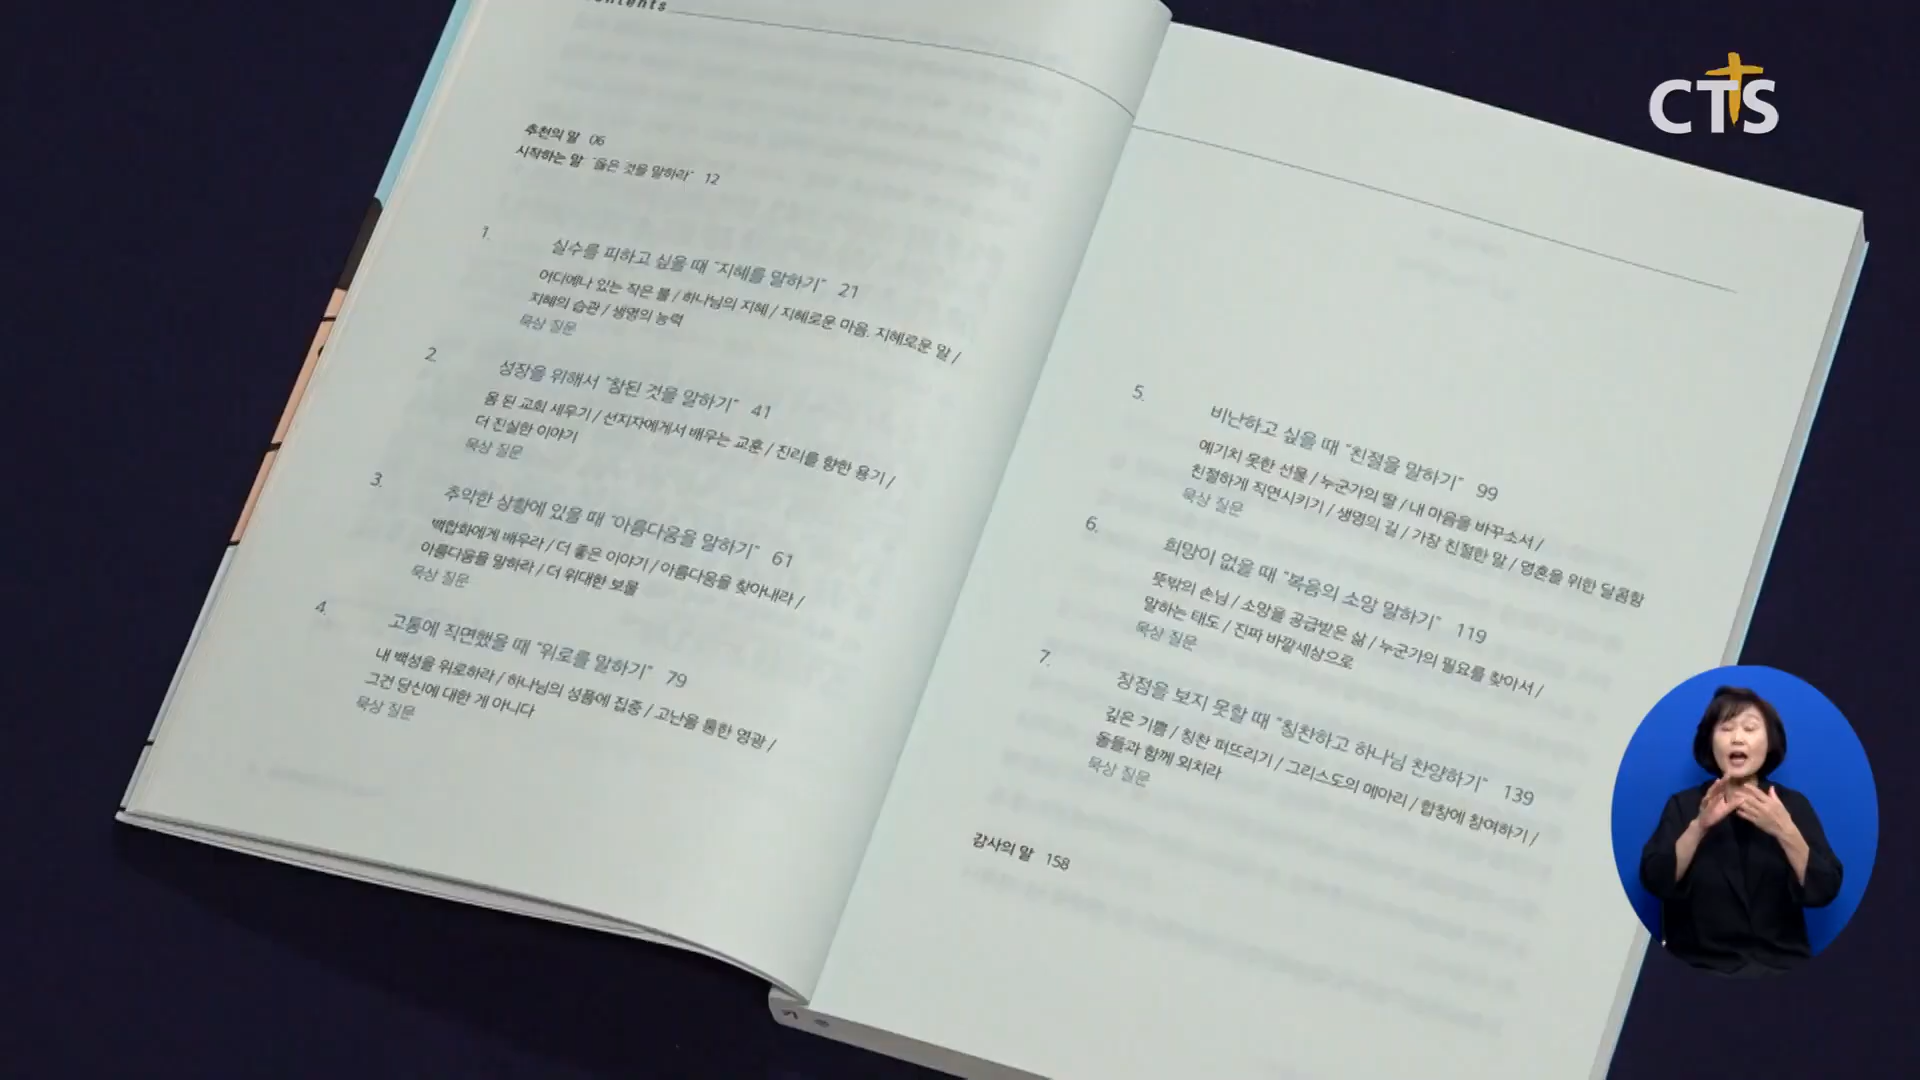 추천의 말 06
시작하는 말 "돕은 것을 말하라" 12
1. 실수를 피하고 싶을 때 "지혜를 말하기" 21
어디에나 있는 작은 불 / 하나님의 지혜 / 지혜로운 마음, 지혜로운 말 /
지혜의 습관 / 생명의 능력
묵상 질문
2. 성장을 위해서 "참된 것을 말하기" 41
몸 된 교회 세우기 / 선지자에게서 배우는 교훈 / 진리를 향한 용기 /
더 진실한 이야기
묵상 질문
3. 추악한 상황에 있을 때 "아름다움을 말하기" 61
백합화에게 배우라 / 더 좋은 이야기 / 아름다움을 찾아내라 /
아름다움을 말하라 / 더 위대한 보물
묵상 질문
4. 고통에 직면했을 때 "위로를 말하기" 79
내 백성을 위로하라 / 하나님의 성품에 집중 / 고난을 통한 영광 /
그건 당신에 대한 게 아니다
묵상 질문
5. 비난하고 싶을 때 "친절을 말하기" 99
예기치 못한 선물 / 누군가의 딸 / 내 마음을 바꾸소서 /
친절하게 직면시키기 / 생명의 길 / 가장 친절한 말 / 영혼을 위한 달콤함
묵상 질문
6. 희망이 없을 때 "복음의 소망 말하기" 119
뜻밖의 손님 / 소망을 공급받은 삶 / 누군가의 필요를 찾아서 /
말하는 태도 / 진짜 바깥세상으로
묵상 질문
7. 장점을 보지 못할 때 "칭찬하고 하나님 찬양하기" 139
깊은 기쁨 / 칭찬 퍼뜨리기 / 그리스도의 메아리 / 합창에 참여하기 /
돌들과 함께 외치라
묵상 질문
감사의 말 158
CTS